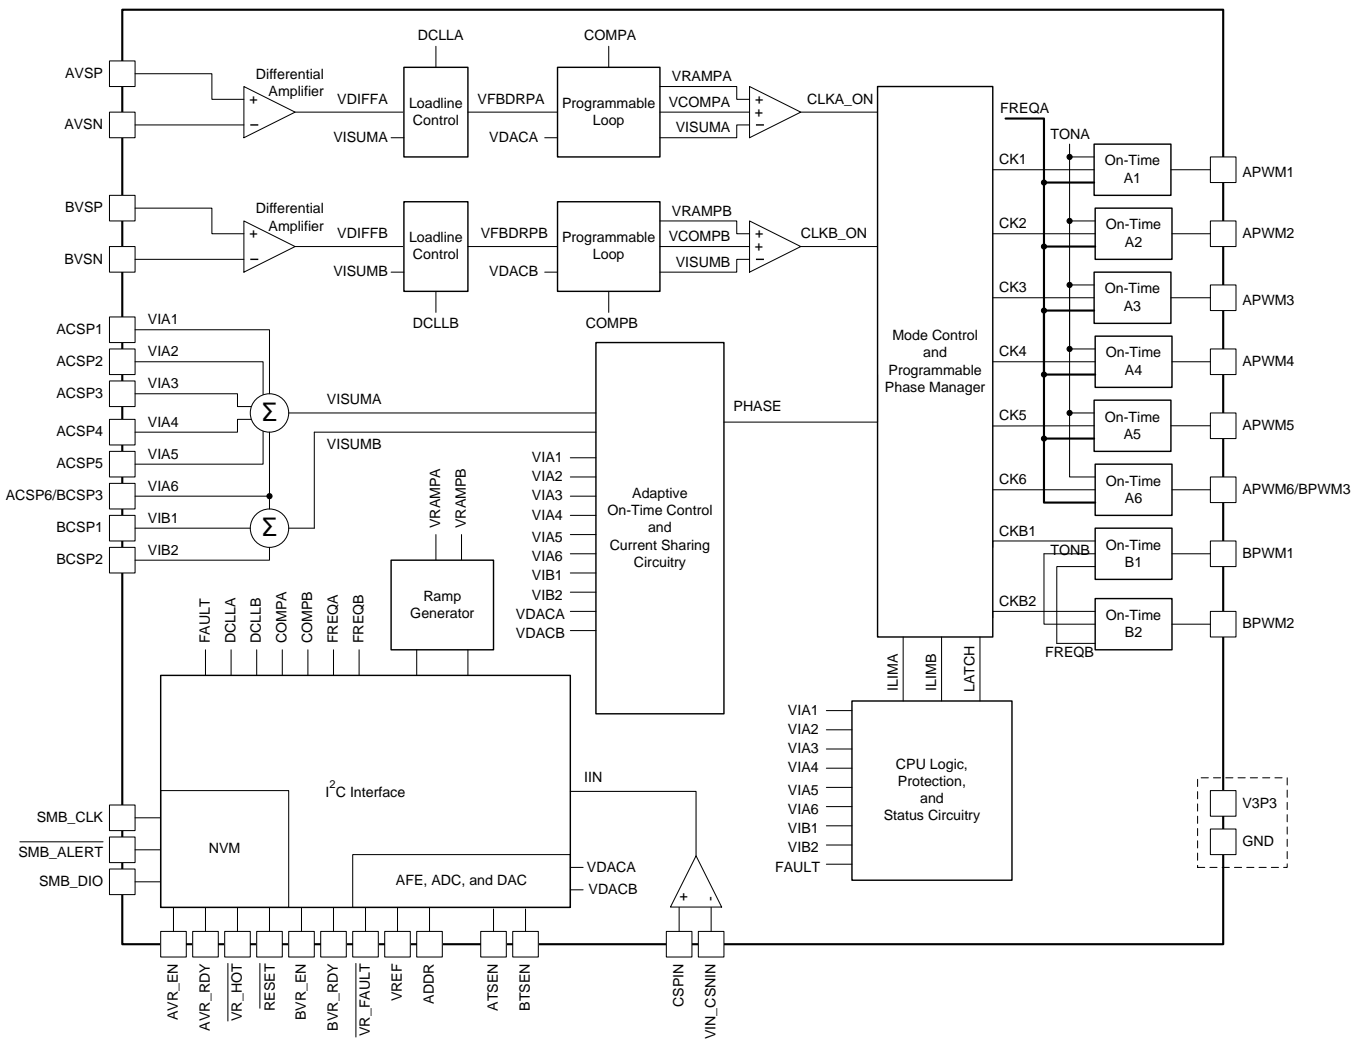 DCLLA
COMPA
AVSP
AVSN
Differential
Amplifier
+
−
VDIFFA
VISUMA
Loadline
Control
VFBDRPA
VDACA
Programmable
Loop
VRAMPA
VCOMPA
VISUMA
+
+
−
CLKA_ON
BVSP
BVSN
Differential
Amplifier
+
−
VDIFFB
VISUMB
Loadline
Control
VFBDRPB
VDACB
Programmable
Loop
VRAMPB
VCOMPB
VISUMB
+
+
−
CLKB_ON
DCLLB
COMPB
ACSP1
VIA1
ACSP2
VIA2
ACSP3
VIA3
ACSP4
VIA4
ACSP5
VIA5
ACSP6/BCSP3
VIA6
BCSP1
VIB1
BCSP2
VIB2
Σ
Σ
VISUMA
VISUMB
VIA1
VIA2
VIA3
VIA4
VIA5
VIA6
VIB1
VIB2
VDACA
VDACB
Adaptive
On-Time Control
and
Current Sharing
Circuitry
PHASE
Mode Control
and
Programmable
Phase Manager
FREQA
TONA
CK1
On-Time
A1
APWM1
CK2
On-Time
A2
APWM2
CK3
On-Time
A3
APWM3
CK4
On-Time
A4
APWM4
CK5
On-Time
A5
APWM5
CK6
On-Time
A6
APWM6/BPWM3
CKB1
TONB
On-Time
B1
BPWM1
CKB2
On-Time
B2
BPWM2
FREQB
VRAMPA
VRAMPB
Ramp
Generator
FAULT
DCLLA
DCLLB
COMPA
COMPB
FREQA
FREQB
I2C Interface
NVM
AFE, ADC, and DAC
VDACA
VDACB
IIN
+
-
SMB_CLK
SMB_ALERT
SMB_DIO
ILIMA
ILIMB
LATCH
VIA1
VIA2
VIA3
VIA4
VIA5
VIA6
VIB1
VIB2
FAULT
CPU Logic,
Protection,
and
Status Circuitry
V3P3
GND
AVR_EN
AVR_RDY
VR_HOT
RESET
BVR_EN
BVR_RDY
VR_FAULT
VREF
ADDR
ATSEN
BTSEN
CSPIN
VIN_CSNIN